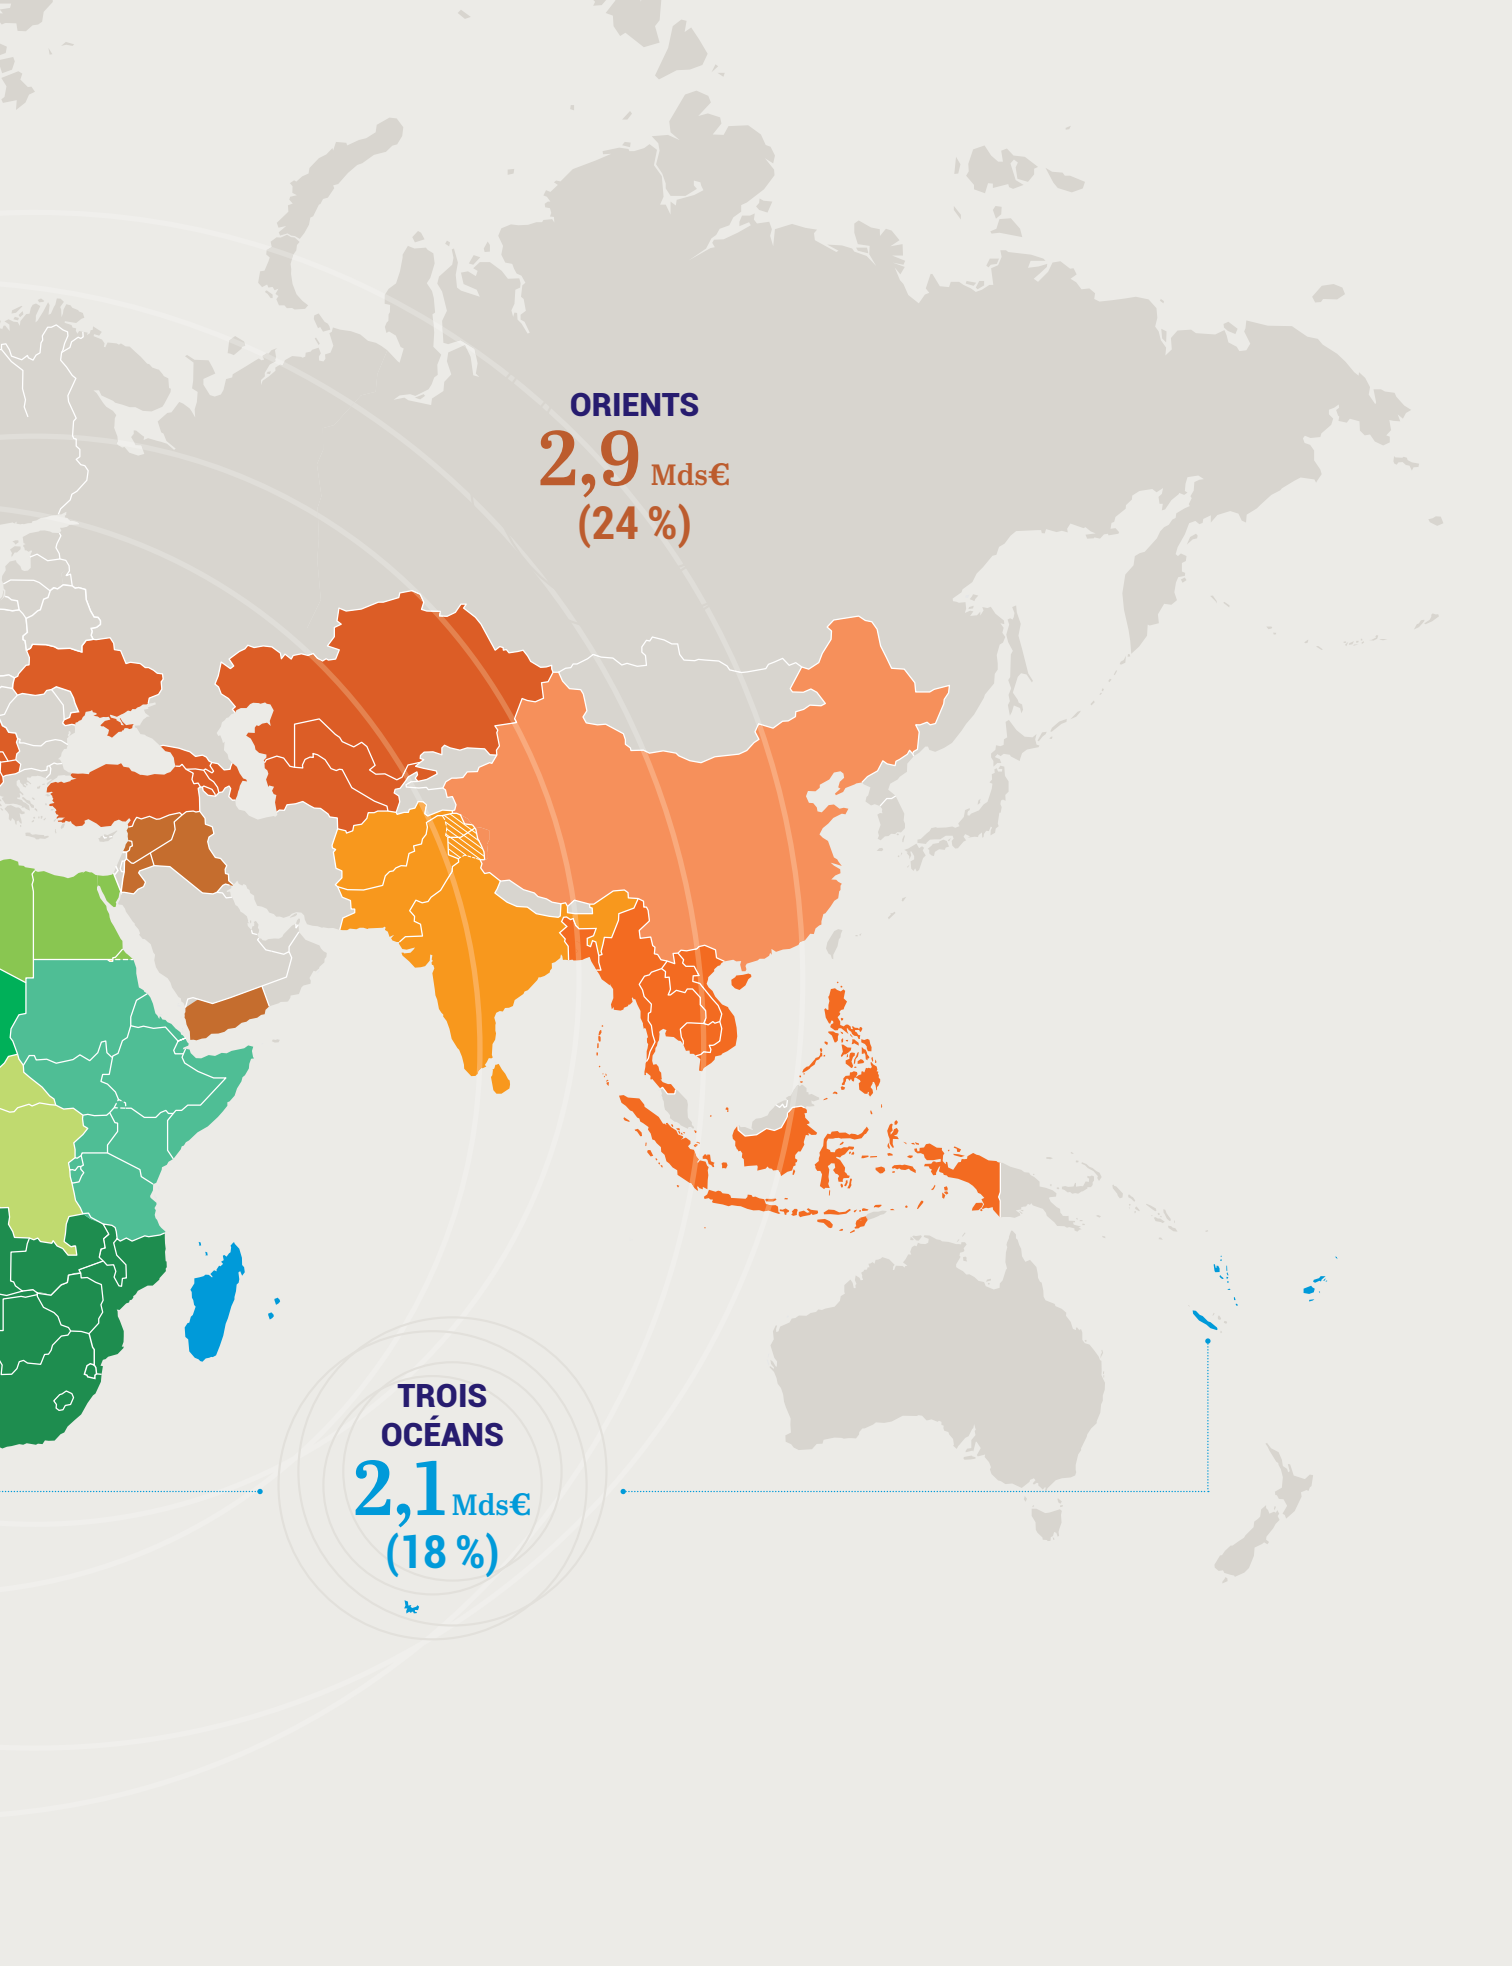 ORIENTS
2,9 Mds€
(24 %)
TROIS
OCÉANS
2,1 Mds€
(18 %)